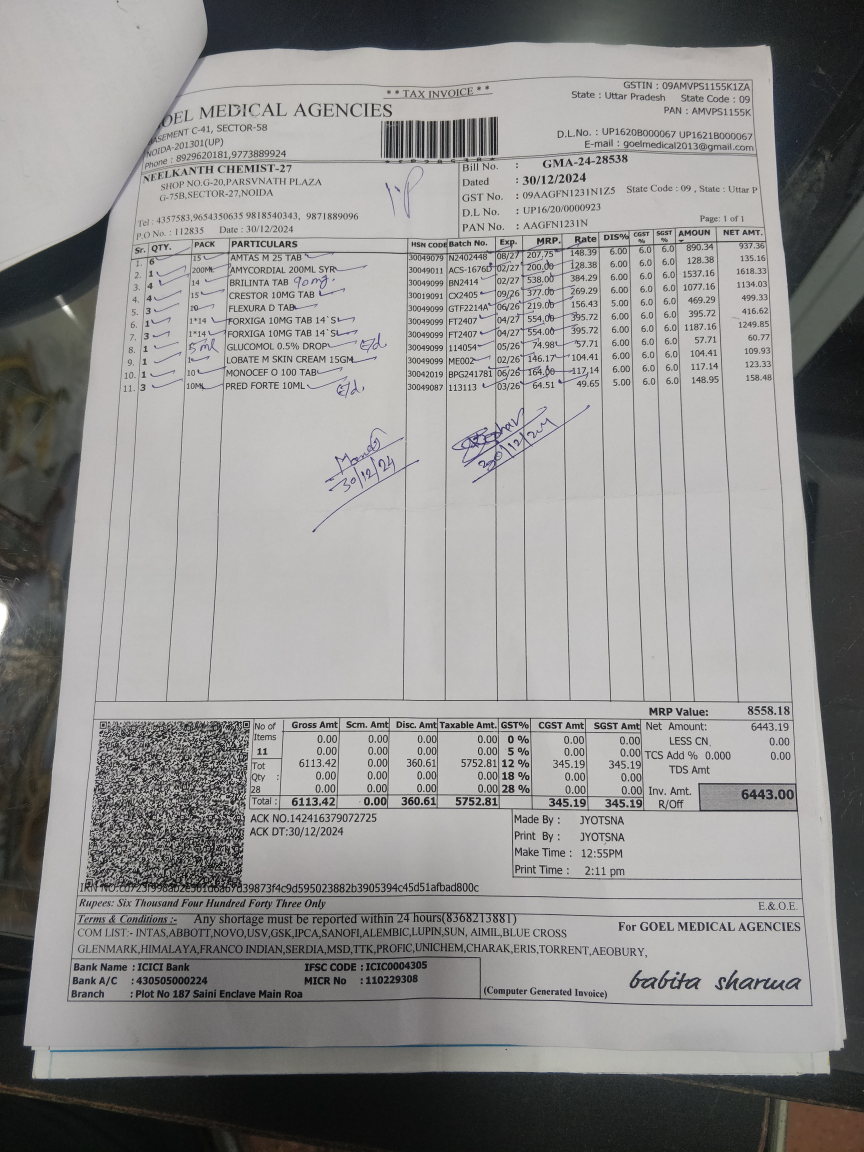 * * TAX INVOICE * *
GSTIN : 09AMVPS1155K1ZA
State : Uttar Pradesh State Code : 09
PAN : AMVPS1155K
OEL MEDICAL AGENCIES
ASEMENT C-41, SECTOR-58
NOIDA-201301(UP)
Phone : 8929620181,9773889924
D.L.No. : UP1620B000067 UP1621B000067
E-mail : goelmedical2013@gmail.com
NEELKANTH CHEMIST-27
SHOP NO.G-20,PARSVNATH PLAZA
G-75B,SECTOR-27,NOIDA
Tel : 4357583,9654350635 9818540343, 9871889096
P.O No. : 112835 Date : 30/12/2024
Bill No. : GMA-24-28538
Dated : 30/12/2024
GST No. : 09AAGFN1231N1Z5 State Code : 09 , State : Uttar P
D.L No. : UP16/20/0000923
PAN No. : AAGFN1231N
Page: 1 of 1
Sr. QTY. PACK PARTICULARS HSN CODE Batch No. Exp. MRP. Rate DIS% CGST % SGST % AMOUN NET AMT.
1. 6 15 AMTAS M 25 TAB 30049079 N2402448 08/27 207.75 148.39 6.00 6.0 6.0 890.34 937.36
2. 1 200ML AMYCORDIAL 200ML SYR 30049011 ACS-1676D 02/27 200.00 128.38 6.00 6.0 6.0 128.38 135.16
3. 4 14 BRILINTA TAB 90mg 30049099 BN2414 02/27 538.00 384.29 6.00 6.0 6.0 1537.16 1618.33
4. 4 15 CRESTOR 10MG TAB 30019091 CX2405 09/26 377.00 269.29 6.00 6.0 6.0 1077.16 1134.03
5. 3 10 FLEXURA D TAB 30049099 GTF2214A 06/26 219.00 156.43 5.00 6.0 6.0 469.29 499.33
6. 1 1*14 FORXIGA 10MG TAB 14`S 30049099 FT2407 04/27 554.00 395.72 6.00 6.0 6.0 395.72 416.62
7. 3 1*14 FORXIGA 10MG TAB 14`S 30049099 FT2407 04/27 554.00 395.72 6.00 6.0 6.0 1187.16 1249.85
8. 1 5ml GLUCOMOL 0.5% DROP E/d 30049099 114054 05/26 74.98 57.71 6.00 6.0 6.0 57.71 60.77
9. 1 LOBATE M SKIN CREAM 15GM 30049099 ME002 02/26 146.17 104.41 6.00 6.0 6.0 104.41 109.93
10. 1 10 MONOCEF O 100 TAB 30042019 BPG241781 06/26 164.00 117.14 6.00 6.0 6.0 117.14 123.33
11. 3 10ML PRED FORTE 10ML E/d. 30049087 113113 03/26 64.51 49.65 5.00 6.0 6.0 148.95 158.48
30/12/24
30/12/24
MRP Value: 8558.18
No of Items 11 Gross Amt Scm. Amt Disc. Amt Taxable Amt. GST% CGST Amt SGST Amt
0.00 0.00 0.00 0.00 0 % 0.00 0.00
0.00 0.00 0.00 0.00 5 % 0.00 0.00
Tot 6113.42 0.00 360.61 5752.81 12 % 345.19 345.19
Qty : 0.00 0.00 0.00 0.00 18 % 0.00 0.00
28 0.00 0.00 0.00 0.00 28 % 0.00 0.00
Total : 6113.42 0.00 360.61 5752.81 345.19 345.19
Net Amount: 6443.19
LESS CN. 0.00
TCS Add % 0.000 0.00
TDS Amt
Inv. Amt. 6443.00
R/Off
ACK NO.142416379072725
ACK DT:30/12/2024
Made By : JYOTSNA
Print By : JYOTSNA
Make Time : 12:55PM
Print Time : 2:11 pm
Rupees: Six Thousand Four Hundred Forty Three Only
E.& O.E.
Terms & Conditions :- Any shortage must be reported within 24 hours(8368213881)
COM LIST:- INTAS,ABBOTT,NOVO,USV,GSK,IPCA,SANOFI,ALEMBIC,LUPIN,SUN, AIMIL,BLUE CROSS
GLENMARK,HIMALAYA,FRANCO INDIAN,SERDIA,MSD,TTK,PROFIC,UNICHEM,CHARAK,ERIS,TORRENT,AEOBURY,
For GOEL MEDICAL AGENCIES
Bank Name : ICICI Bank IFSC CODE : ICIC0004305
Bank A/C : 430505000224 MICR No : 110229308
Branch : Plot No 187 Saini Enclave Main Roa
(Computer Generated Invoice)
babita sharma